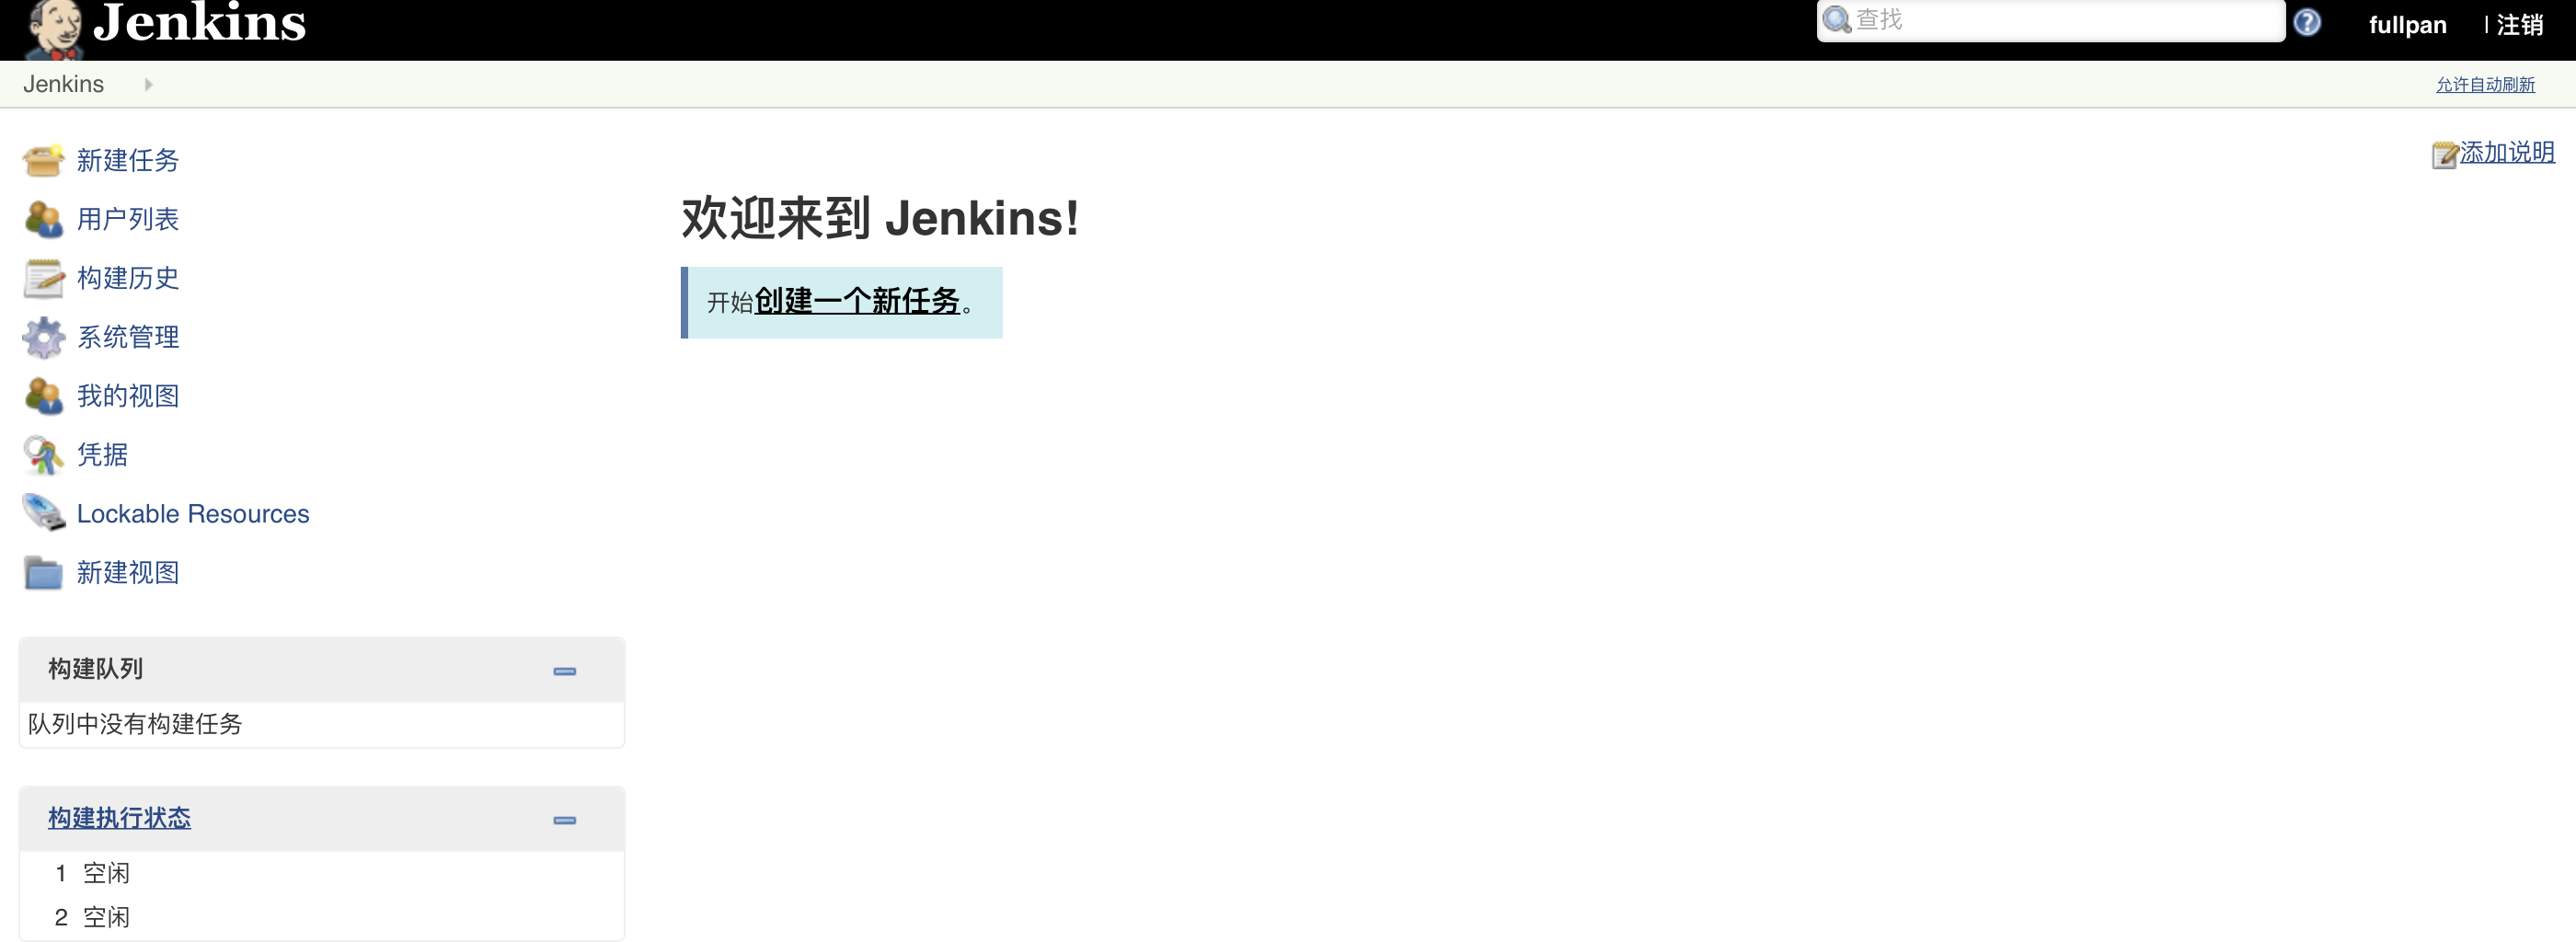 Jenkins
查找
fullpan
| 注销
Jenkins
允许自动刷新
新建任务
用户列表
构建历史
系统管理
我的视图
凭据
Lockable Resources
新建视图
添加说明
欢迎来到 Jenkins!
开始创建一个新任务。
构建队列
队列中没有构建任务
构建执行状态
1 空闲
2 空闲